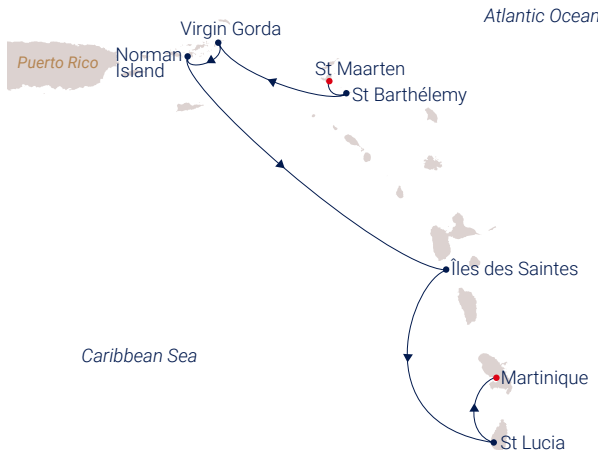 Atlantic Ocean
Virgin Gorda
Puerto Rico
Norman
Island
St Maarten
St Barthélemy
Îles des Saintes
Caribbean Sea
Martinique
St Lucia